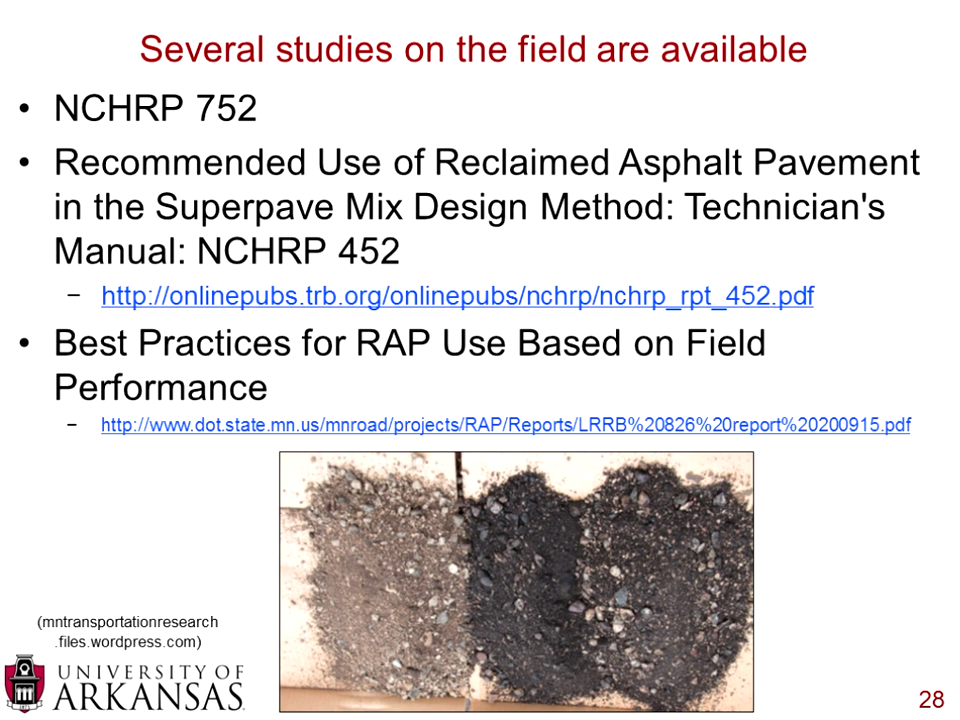 Several studies on the field are available
• NCHRP 752
• Recommended Use of Reclaimed Asphalt Pavement
in the Superpave Mix Design Method: Technician's
Manual: NCHRP 452
– http://onlinepubs.trb.org/onlinepubs/nchrp/nchrp_rpt_452.pdf
• Best Practices for RAP Use Based on Field
Performance
– http://www.dot.state.mn.us/mnroad/projects/RAP/Reports/LRRB%20826%20report%20200915.pdf
(mntransportationresearch
.files.wordpress.com)
UNIVERSITY OF
ARKANSAS
28